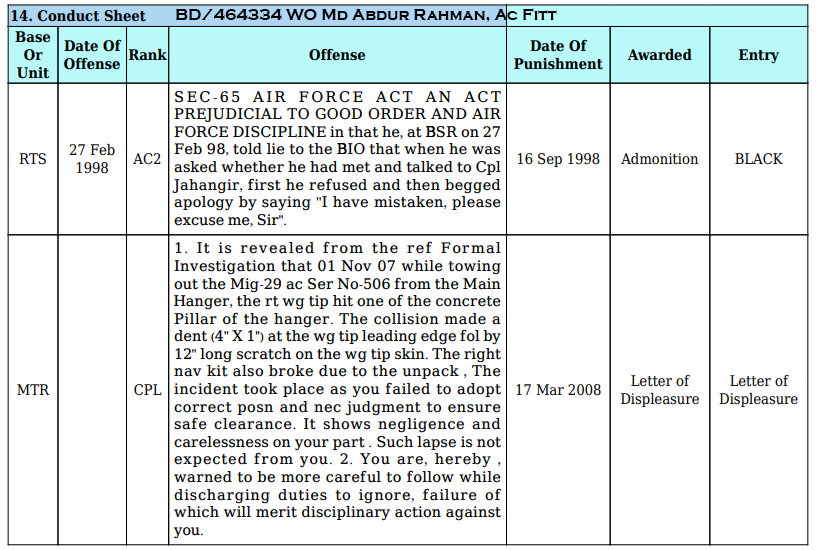 14. Conduct Sheet BD/464334 WO Md Abdur Rahman, Ac Fitt
Base Or Unit
Date Of Offense
Rank
Offense
Date Of Punishment
Awarded
Entry
RTS
27 Feb 1998
AC2
SEC-65 AIR FORCE ACT AN ACT
PREJUDICIAL TO GOOD ORDER AND AIR
FORCE DISCIPLINE in that he, at BSR on 27
Feb 98, told lie to the BIO that when he was
asked whether he had met and talked to Cpl
Jahangir, first he refused and then begged
apology by saying "I have mistaken, please
excuse me, Sir".
16 Sep 1998
Admonition
BLACK
MTR
CPL
1. It is revealed from the ref Formal
Investigation that 01 Nov 07 while towing
out the Mig-29 ac Ser No-506 from the Main
Hanger, the rt wg tip hit one of the concrete
Pillar of the hanger. The collision made a
dent (4" X 1") at the wg tip leading edge fol by
12" long scratch on the wg tip skin. The right
nav kit also broke due to the unpack , The
incident took place as you failed to adopt
correct posn and nec judgment to ensure
safe clearance. It shows negligence and
carelessness on your part . Such lapse is not
expected from you. 2. You are, hereby ,
warned to be more careful to follow while
discharging duties to ignore, failure of
which will merit disciplinary action against
you.
17 Mar 2008
Letter of Displeasure
Letter of Displeasure